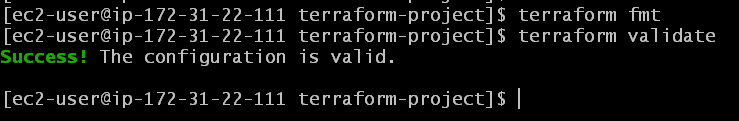 [ec2-user@ip-172-31-22-111 terraform-project]$ terraform fmt
[ec2-user@ip-172-31-22-111 terraform-project]$ terraform validate
Success! The configuration is valid.
[ec2-user@ip-172-31-22-111 terraform-project]$